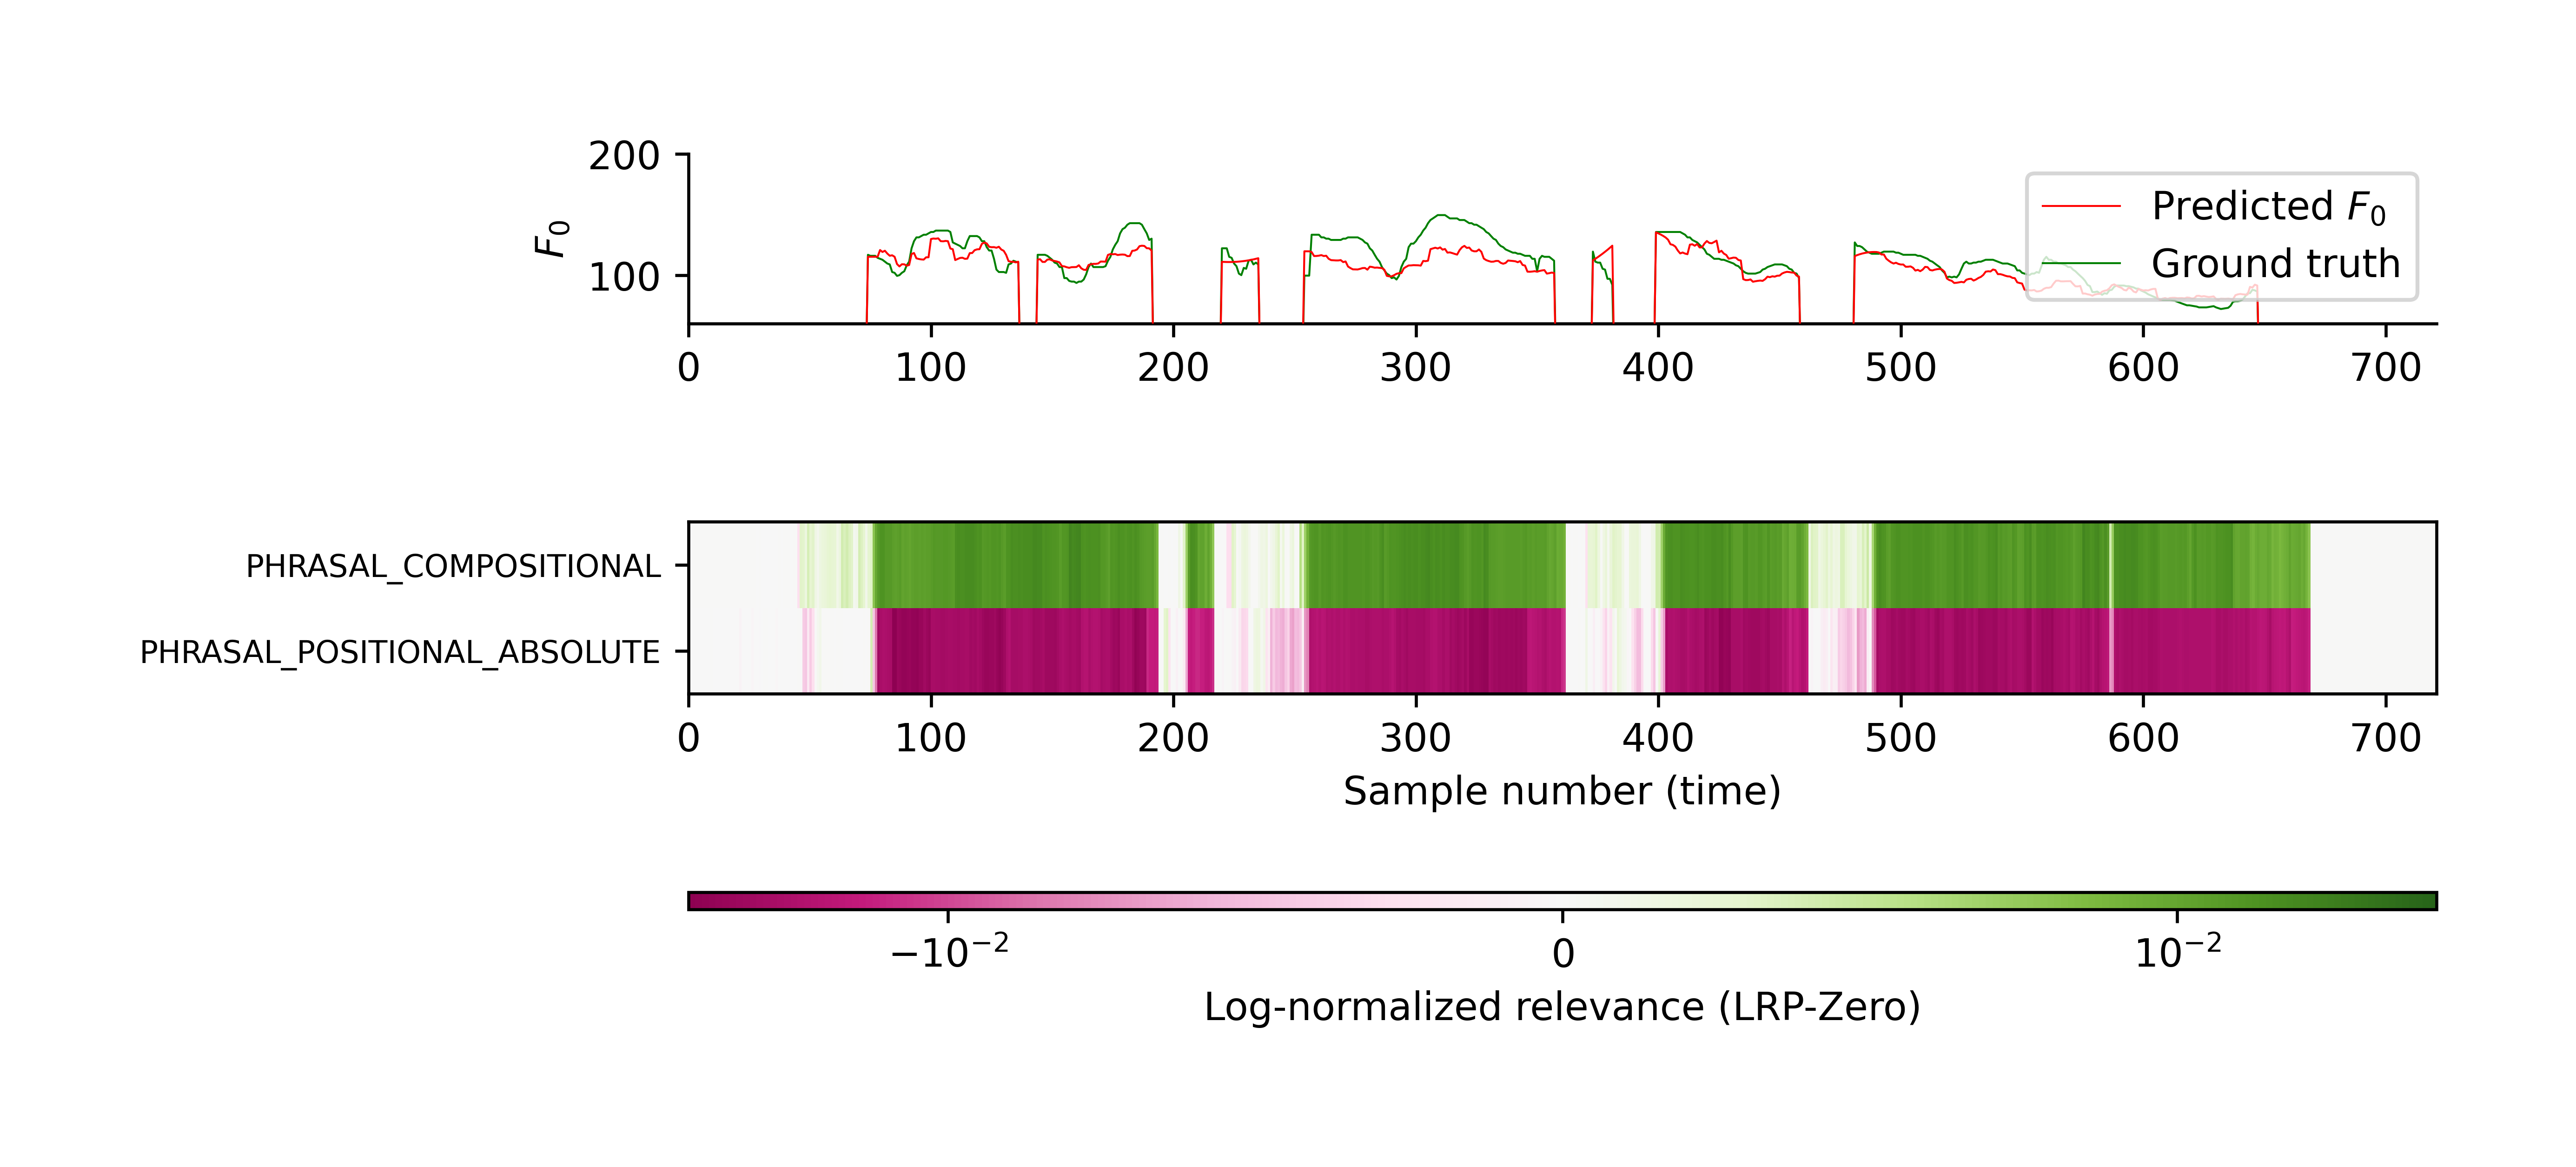 200
100
F₀
Predicted F₀
Ground truth
0 100 200 300 400 500 600 700
PHRASAL_COMPOSITIONAL
PHRASAL_POSITIONAL_ABSOLUTE
0 100 200 300 400 500 600 700
Sample number (time)
−10⁻² 0 10⁻²
Log-normalized relevance (LRP-Zero)